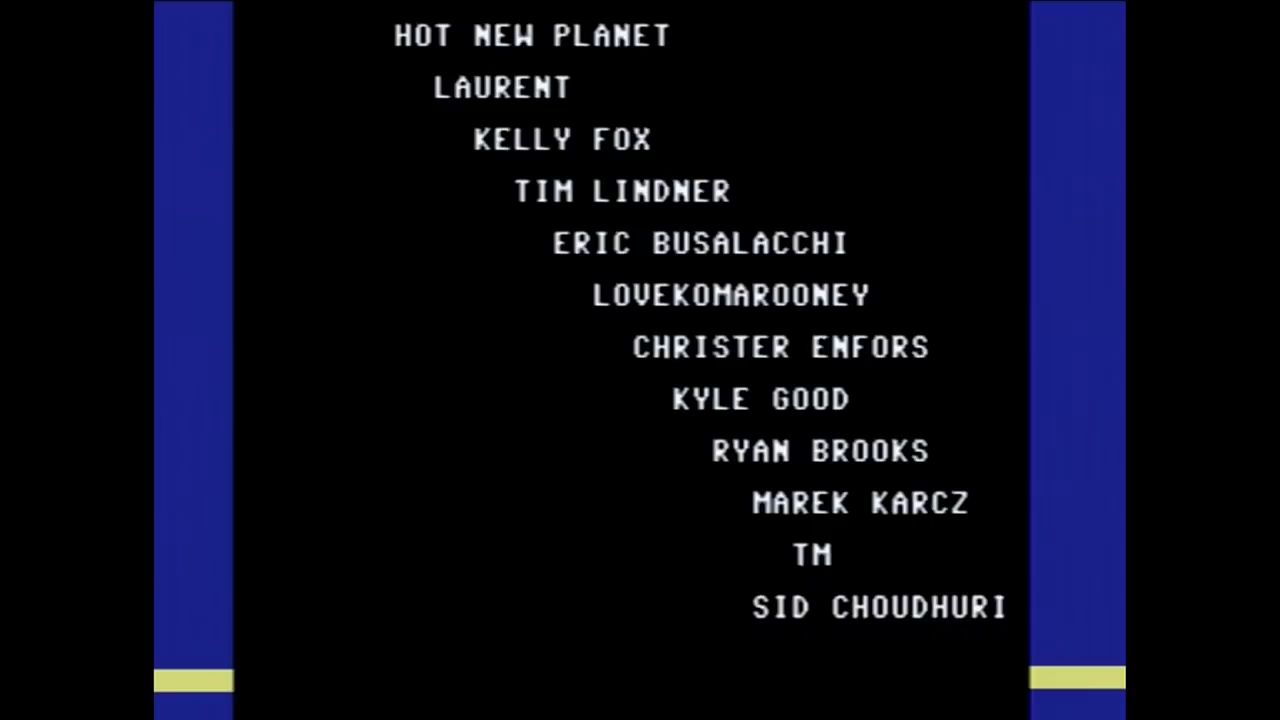 HOT NEW PLANET
LAURENT
KELLY FOX
TIM LINDNER
ERIC BUSALACCHI
LOVEKOMAROONEY
CHRISTER ENFORS
KYLE GOOD
RYAN BROOKS
MAREK KARCZ
TM
SID CHOUDHURI